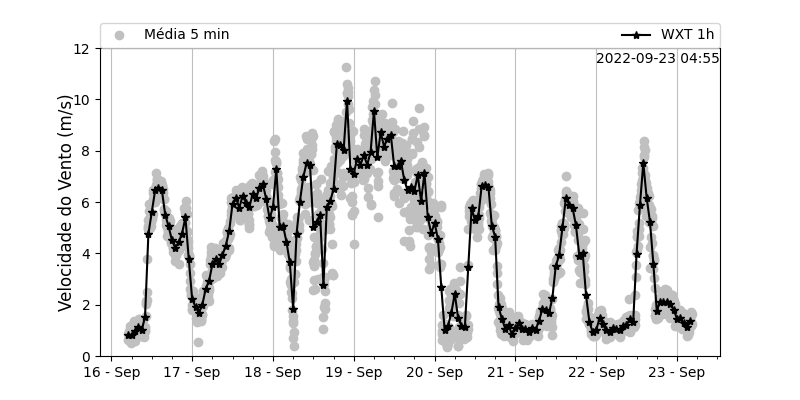 Média 5 min
WXT 1h
2022-09-23 04:55
Velocidade do Vento (m/s)
12
10
8
6
4
2
0
16 - Sep 17 - Sep 18 - Sep 19 - Sep 20 - Sep 21 - Sep 22 - Sep 23 - Sep